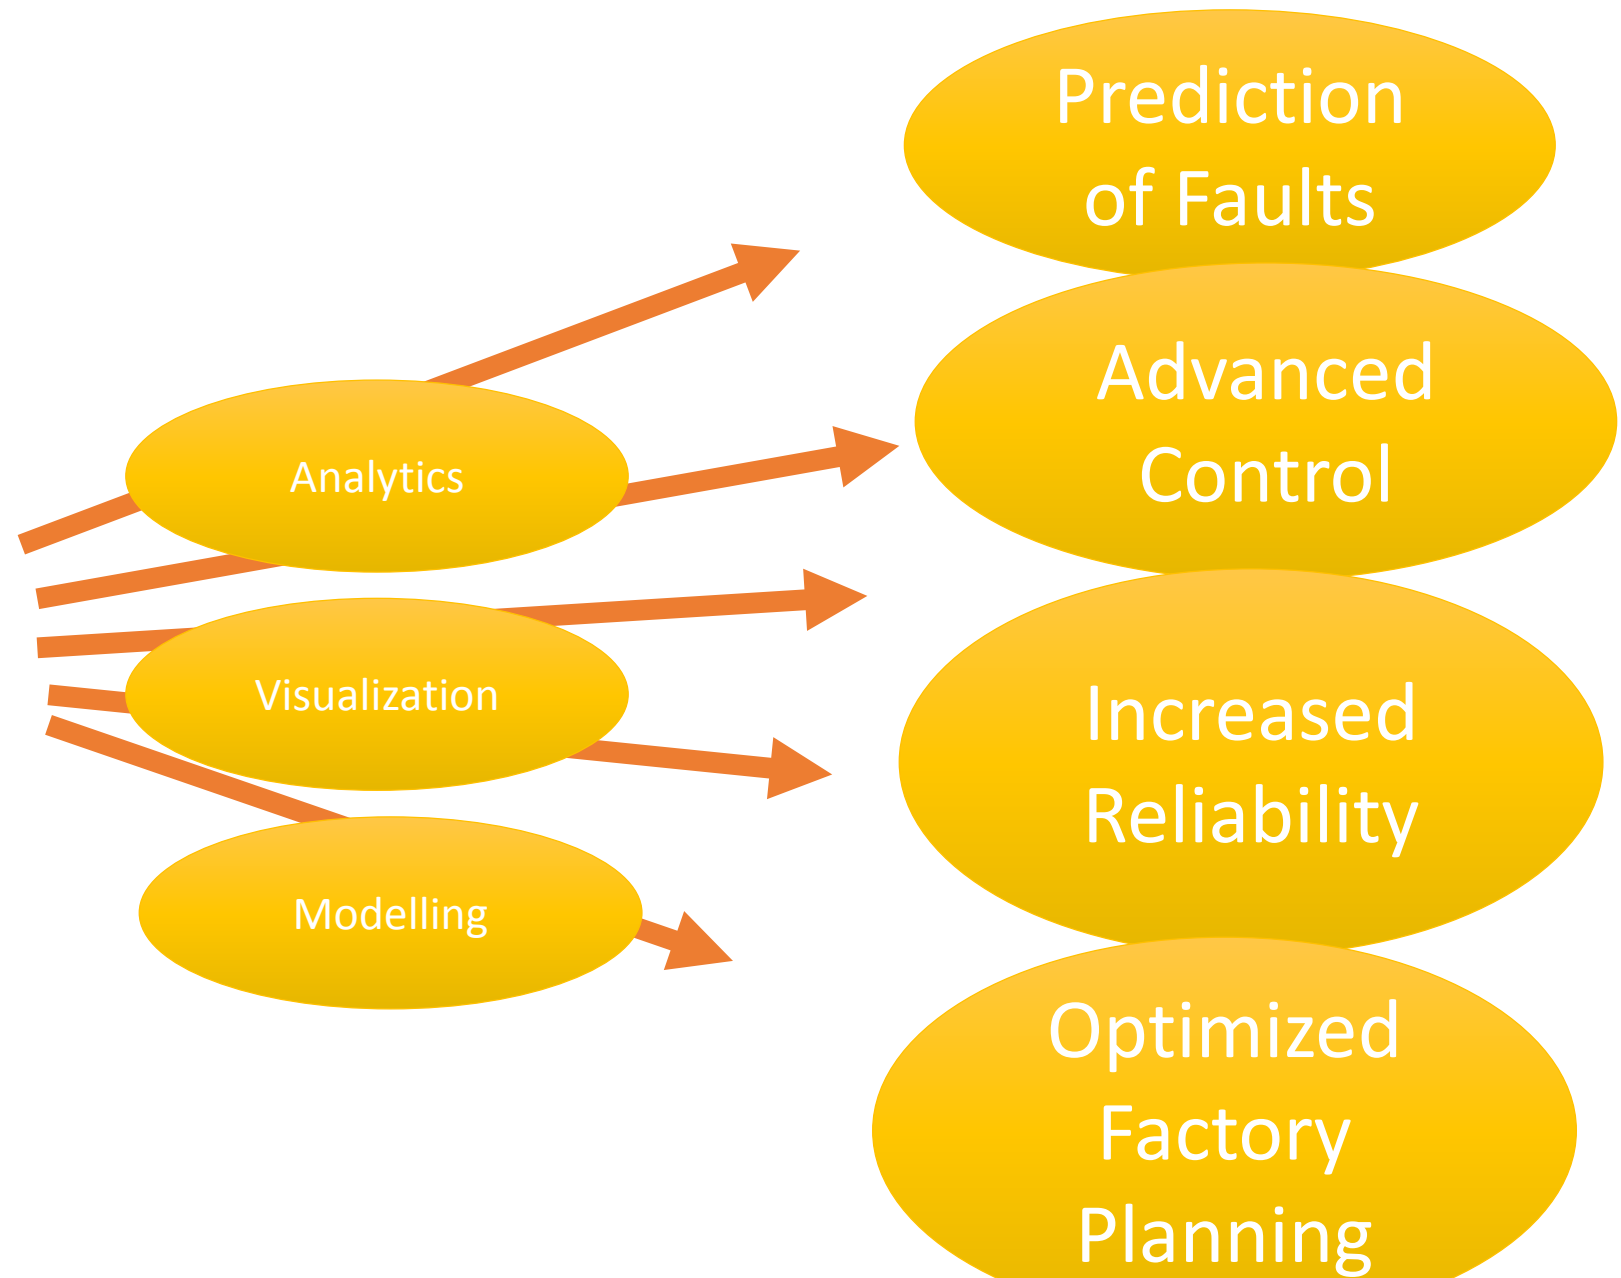 Analytics
Visualization
Modelling
Prediction
of Faults
Advanced
Control
Increased
Reliability
Optimized
Factory
Planning